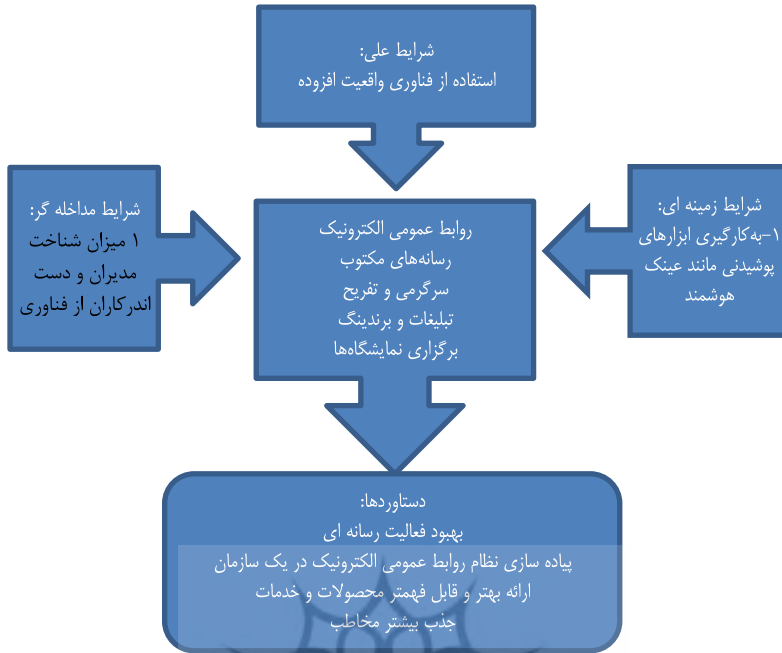 شرایط علی:
استفاده از فناوری واقعیت افزوده
شرایط زمینه ای:
۱-به‌کارگیری ابزارهای
پوشیدنی مانند عینک
هوشمند
روابط عمومی الکترونیک
رسانه‌های مکتوب
سرگرمی و تفریح
تبلیغات و برندینگ
برگزاری نمایشگاه‌ها
شرایط مداخله گر:
۱ میزان شناخت
مدیران و دست
اندرکاران از فناوری
دستاوردها:
بهبود فعالیت رسانه ای
پیاده سازی نظام روابط عمومی الکترونیک در یک سازمان
ارائه بهتر و قابل فهمتر محصولات و خدمات
جذب بیشتر مخاطب